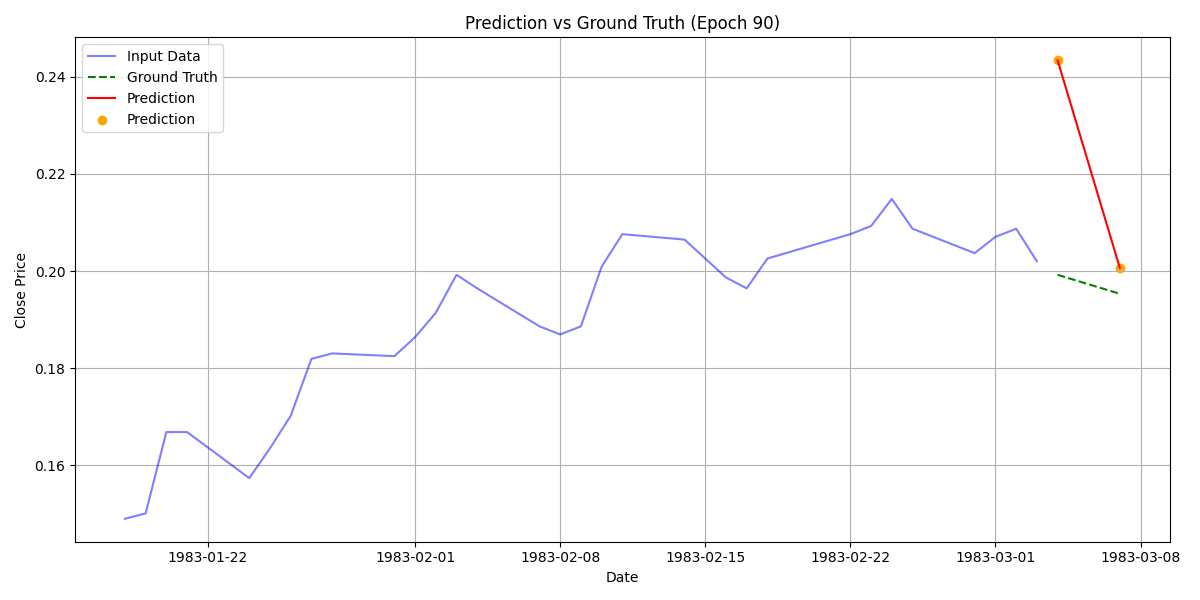 Prediction vs Ground Truth (Epoch 90)
Input Data
Ground Truth
Prediction
Prediction
0.24
0.22
0.20
0.18
0.16
Close Price
1983-01-22
1983-02-01
1983-02-08
1983-02-15
1983-02-22
1983-03-01
1983-03-08
Date